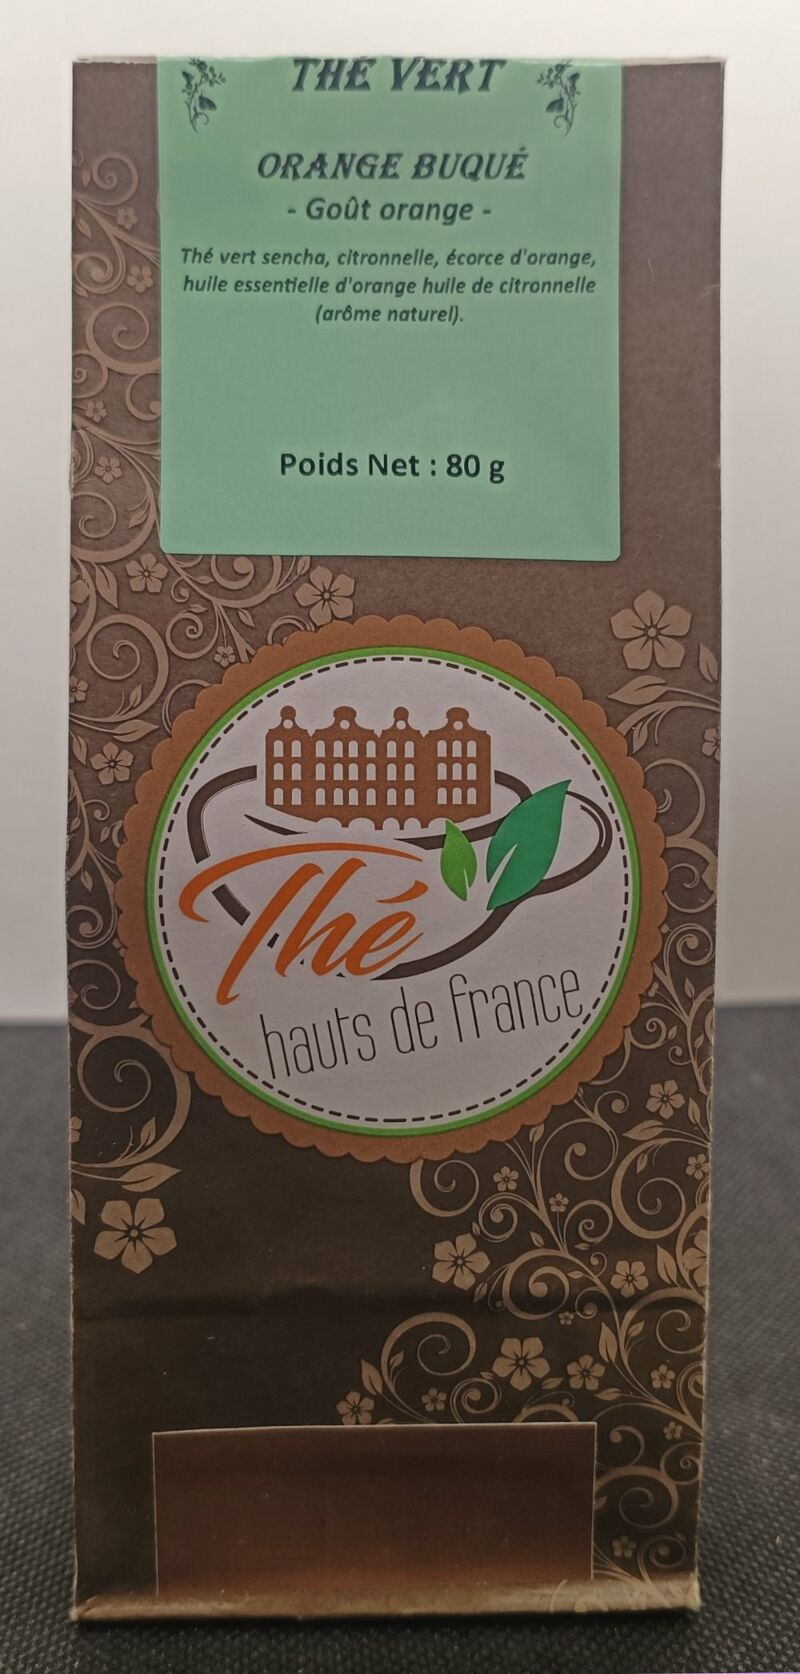 THÉ VERT
ORANGE BUQUÉ
- Goût orange -
Thé vert sencha, citronnelle, écorce d'orange,
huile essentielle d'orange huile de citronnelle
(arôme naturel).
Poids Net : 80 g
Thé
hauts de france